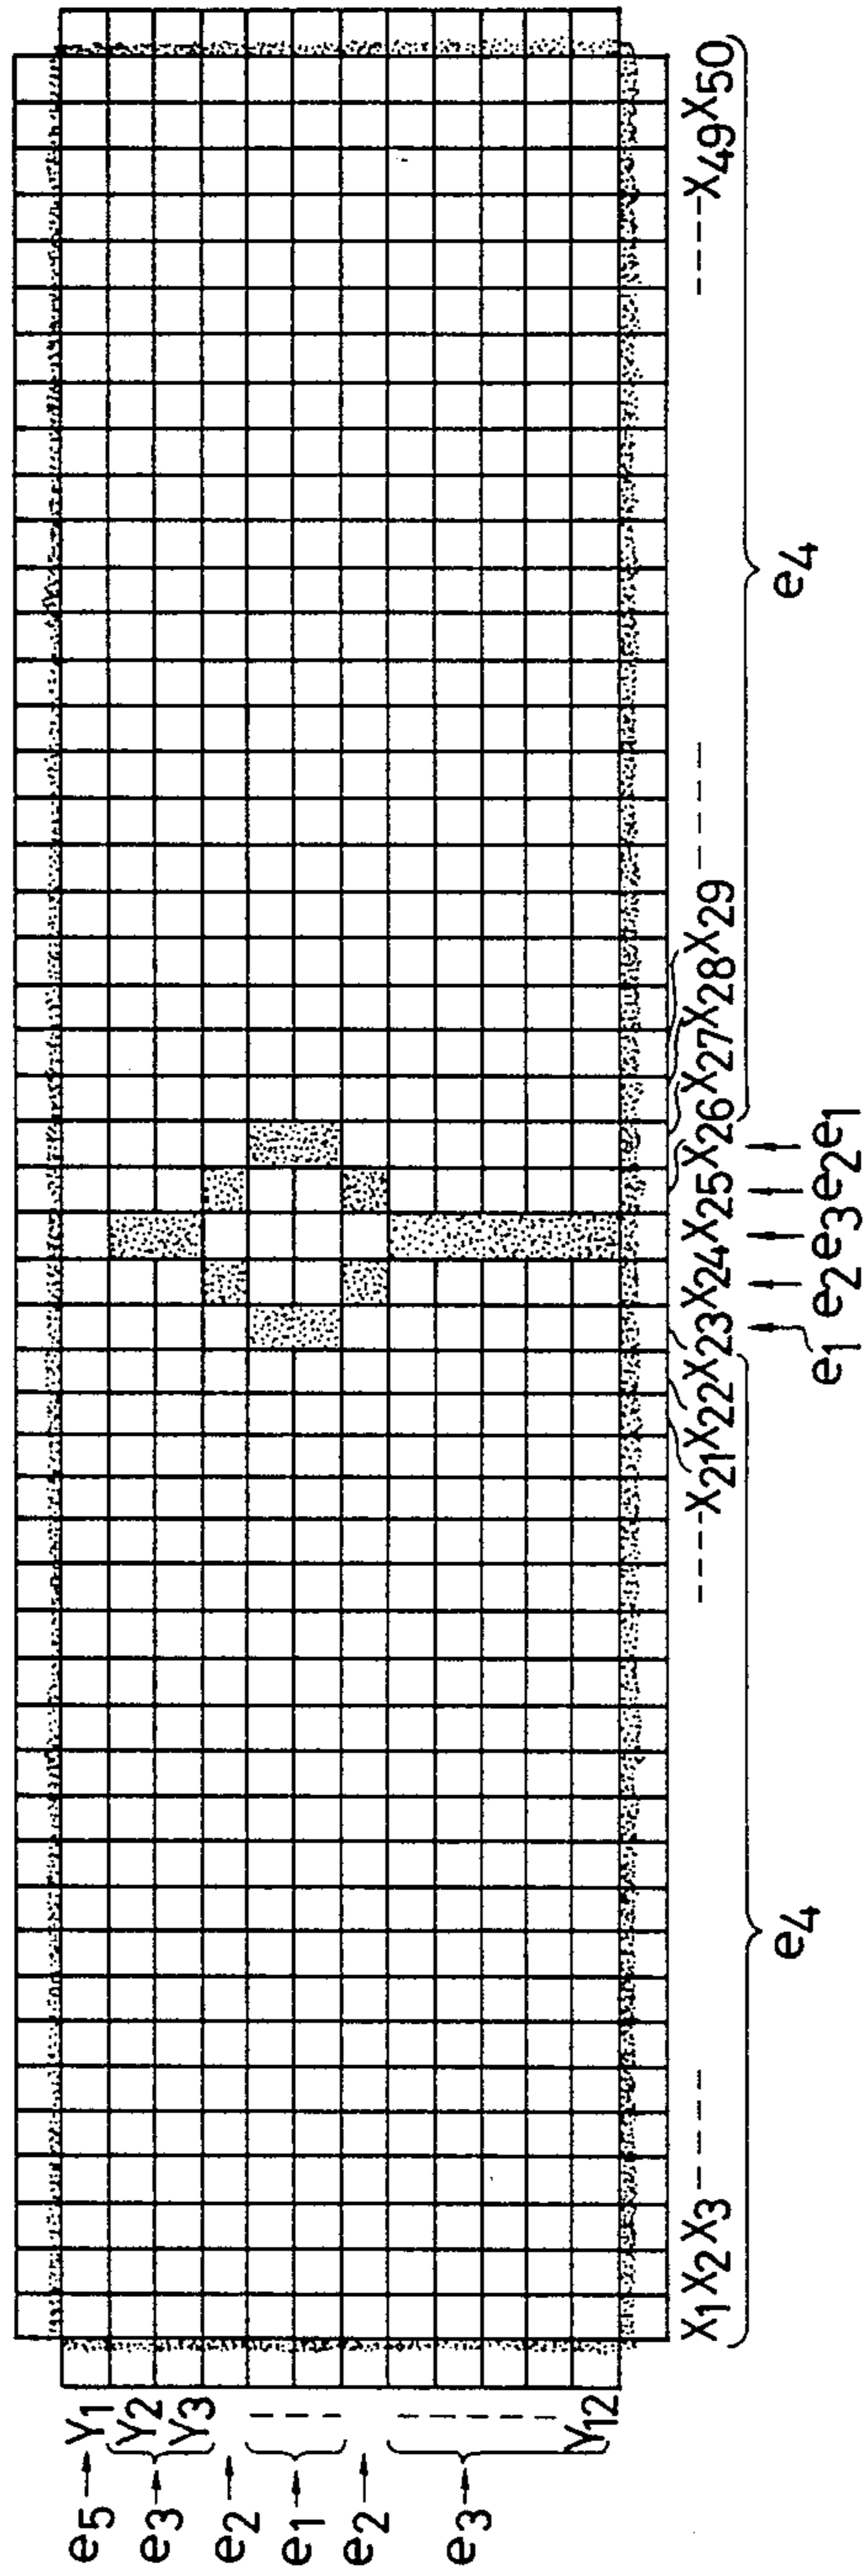 e5→Y1
e3→Y2
Y3
e2→
e1→
e2→
e3→
Y12
X1 X2 X3 ---- ----X21 X22 X23 X24 X25 X26 X27 X28 X29 ---- ----X49 X50
e4 e1 e2 e3 e2 e1 e4